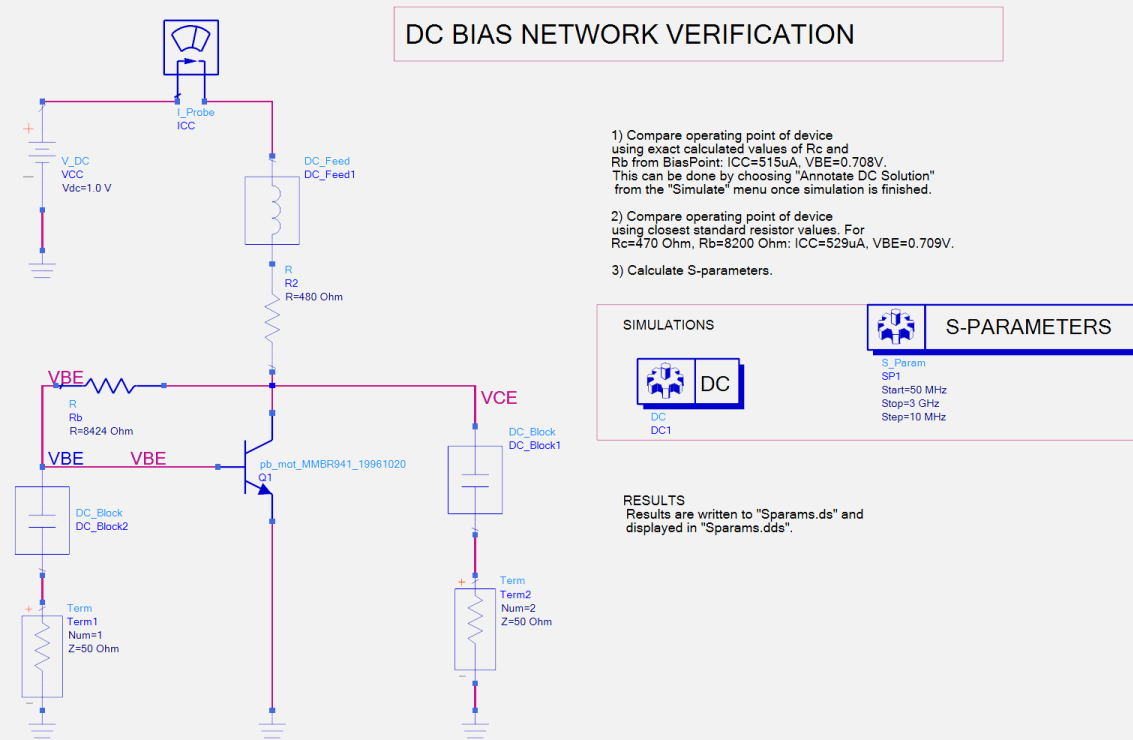 DC BIAS NETWORK VERIFICATION
I_Probe
ICC
+
V_DC
VCC
Vdc=1.0 V
DC_Feed
DC_Feed1
R
R2
R=480 Ohm
1) Compare operating point of device
using exact calculated values of Rc and
Rb from BiasPoint: ICC=515uA, VBE=0.708V.
This can be done by choosing "Annotate DC Solution"
from the "Simulate" menu once simulation is finished.
2) Compare operating point of device
using closest standard resistor values. For
Rc=470 Ohm, Rb=8200 Ohm: ICC=529uA, VBE=0.709V.
3) Calculate S-parameters.
SIMULATIONS
DC
DC
DC1
S-PARAMETERS
S_Param
SP1
Start=50 MHz
Stop=3 GHz
Step=10 MHz
VBE
R
Rb
R=8424 Ohm
VBE
VBE
VCE
pb_mot_MMBR941_19961020
Q1
DC_Block
DC_Block1
DC_Block
DC_Block2
+
Term
Term1
Num=1
Z=50 Ohm
+
Term
Term2
Num=2
Z=50 Ohm
RESULTS
Results are written to "Sparams.ds" and
displayed in "Sparams.dds".